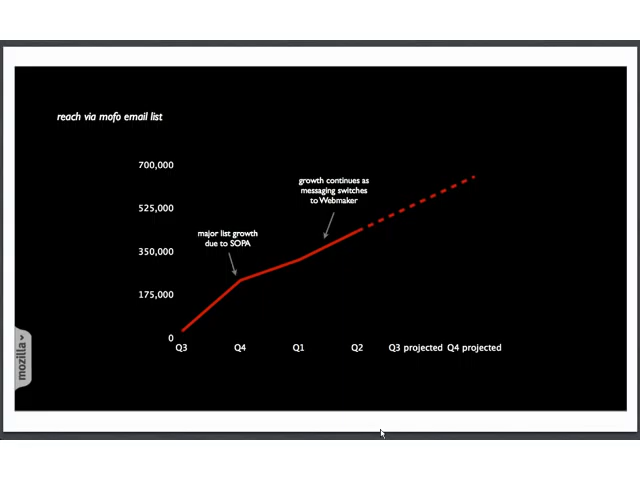 reach via mofo email list
700,000
growth continues as
messaging switches
to Webmaker
525,000
major list growth
due to SOPA
350,000
175,000
0
Q3 Q4 Q1 Q2 Q3 projected Q4 projected
mozilla